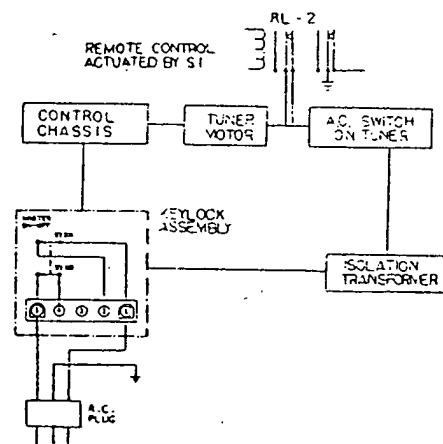 RL - 2
REMOTE CONTROL
ACTUATED BY S1
CONTROL
CHASSIS
TUNER
MOTOR
A.C. SWITCH
ON TUNER
KEYLOCK
ASSEMBLY
MASTER
ISOLATION
TRANSFORMER
A.C.
PLUG